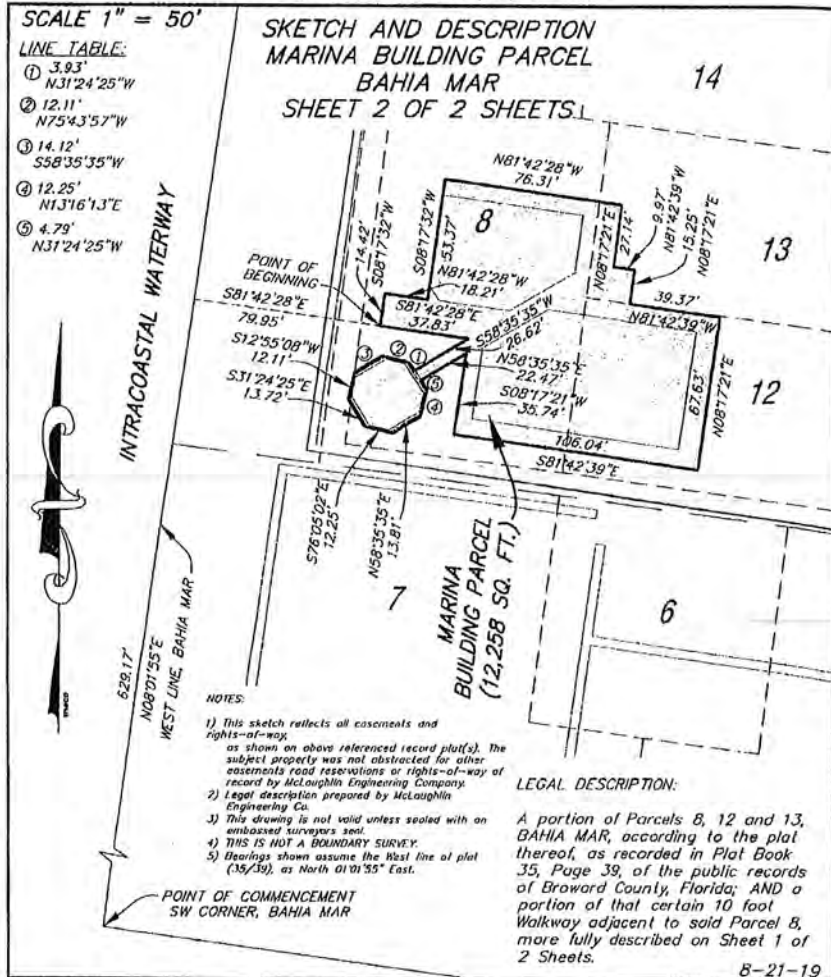 SCALE 1" = 50'
LINE TABLE:
① 3.93'
N31°24'25"W
② 12.11'
N75°43'57"W
③ 14.12'
S58°35'35"W
④ 12.25'
N13°16'13"E
⑤ 4.79'
N31°24'25"W
SKETCH AND DESCRIPTION
MARINA BUILDING PARCEL
BAHIA MAR
SHEET 2 OF 2 SHEETS
14
N81°42'28"W
76.31'
8
S08°17'32"W
53.37'
14.42'
S08°17'32"W
N08°17'21"E
27.14'
9.97'
N81°42'39"W
15.25'
N08°17'21"E
13
39.37'
N81°42'39"W
N81°42'28"W
18.21'
POINT OF
BEGINNING
S81°42'28"E
79.95'
S81°42'28"E
37.83'
S58°35'35"W
26.62'
S12°55'08"W
12.11'
S31°24'25"E
13.72'
③
②
①
⑤
④
N58°35'35"E
22.47'
S08°17'21"W
35.74'
67.63'
N08°17'21"E
12
106.04'
S81°42'39"E
S76°05'02"E
12.25'
N58°35'35"E
13.81'
MARINA
BUILDING PARCEL
(12,258 SQ. FT.)
7
6
INTRACOASTAL WATERWAY
629.17'
N08°01'55"E
WEST LINE, BAHIA MAR
NOTES:
1) This sketch reflects all easements and
rights-of-way,
as shown on above referenced record plat(s). The
subject property was not abstracted for other
easements road reservations or rights-of-way of
record by McLaughlin Engineering Company.
2) Legal description prepared by McLaughlin
Engineering Co.
3) This drawing is not valid unless sealed with an
embossed surveyors seal.
4) THIS IS NOT A BOUNDARY SURVEY.
5) Bearings shown assume the West line of plat
(35/39), as North 01°01'55" East.
POINT OF COMMENCEMENT
SW CORNER, BAHIA MAR
LEGAL DESCRIPTION:
A portion of Parcels 8, 12 and 13,
BAHIA MAR, according to the plat
thereof, as recorded in Plat Book
35, Page 39, of the public records
of Broward County, Florida; AND a
portion of that certain 10 foot
Walkway adjacent to said Parcel 8,
more fully described on Sheet 1 of
2 Sheets.
8-21-19